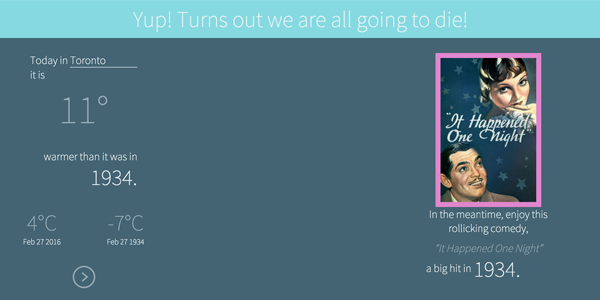 Yup! Turns out we are all going to die!
Today in Toronto
it is
11°
warmer than it was in
1934.
4°C
-7°C
Feb 27 2016
Feb 27 1934
"It Happened
One Night"
In the meantime, enjoy this
rollicking comedy,
"It Happened One Night"
a big hit in 1934.